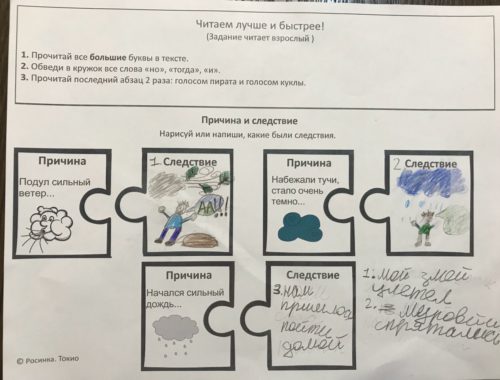 Читаем лучше и быстрее!
(Задание читает взрослый )
1. Прочитай все большие буквы в тексте.
2. Обведи в кружок все слова «но», «тогда», «и».
3. Прочитай последний абзац 2 раза: голосом пирата и голосом куклы.
Причина и следствие
Нарисуй или напиши, какие были следствия.
Причина
Подул сильный
ветер...
1 Следствие
ААА!!!
Причина
Набежали тучи,
стало очень
темно...
2 Следствие
Причина
Начался сильный
дождь...
Следствие
3. нам
пришлось
пойти
домой
1. мой змей
улетел
2.
спрятались
© Росинка. Токио